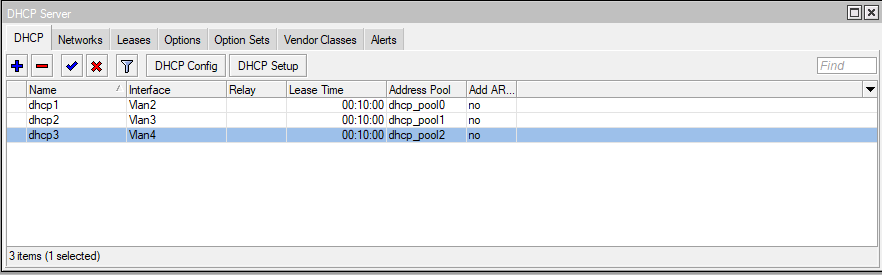 DHCP Server
DHCP Networks Leases Options Option Sets Vendor Classes Alerts
DHCP Config DHCP Setup Find
Name / Interface Relay Lease Time Address Pool Add AR...
dhcp1 Vlan2 00:10:00 dhcp_pool0 no
dhcp2 Vlan3 00:10:00 dhcp_pool1 no
dhcp3 Vlan4 00:10:00 dhcp_pool2 no
3 items (1 selected)